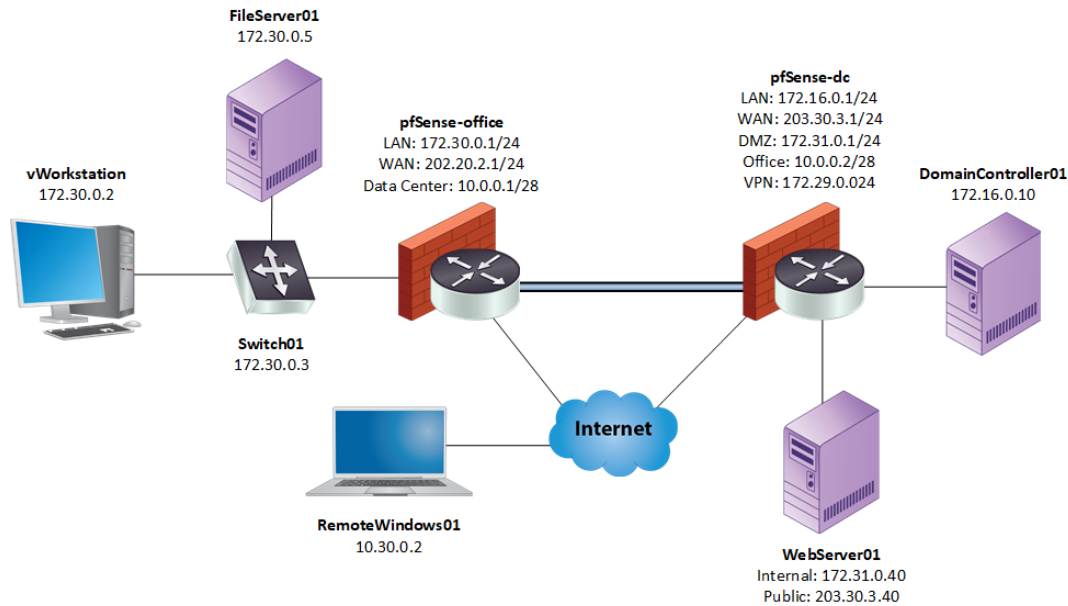 FileServer01
172.30.0.5
pfSense-dc
LAN: 172.16.0.1/24
WAN: 203.30.3.1/24
DMZ: 172.31.0.1/24
Office: 10.0.0.2/28
VPN: 172.29.0.024
pfSense-office
LAN: 172.30.0.1/24
WAN: 202.20.2.1/24
Data Center: 10.0.0.1/28
vWorkstation
172.30.0.2
DomainController01
172.16.0.10
Switch01
172.30.0.3
Internet
RemoteWindows01
10.30.0.2
WebServer01
Internal: 172.31.0.40
Public: 203.30.3.40